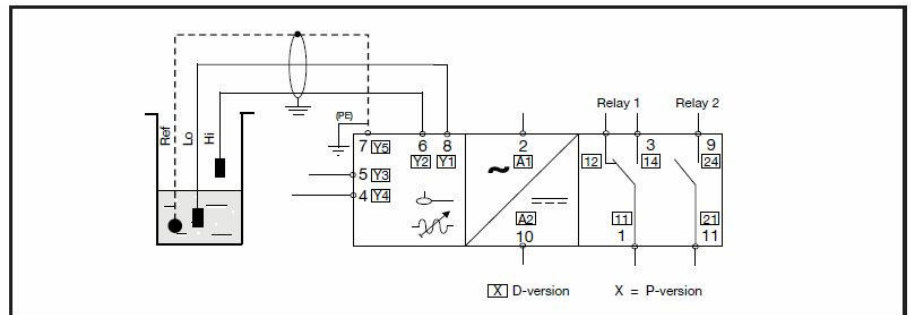 Ref
Lo
Hi
(PE)
7 Y5
6 8
Y2 Y1
5 Y3
4 Y4
2
A1
~
A2
10
Relay 1 Relay 2
3 9
12 14 24
11 21
1 11
X D-version X = P-version